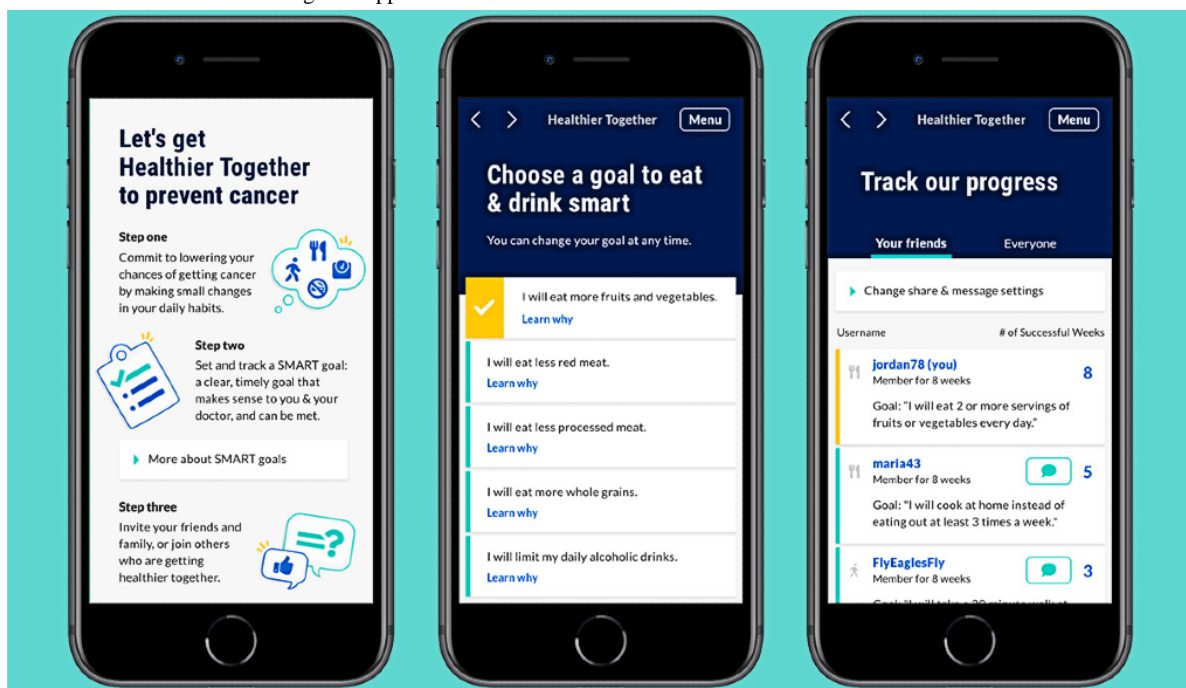 Let's get
Healthier Together
to prevent cancer
Step one
Commit to lowering your
chances of getting cancer
by making small changes
in your daily habits.
Step two
Set and track a SMART goal:
a clear, timely goal that
makes sense to you & your
doctor, and can be met.
More about SMART goals
Step three
Invite your friends and
family, or join others
who are getting
healthier together.
Healthier Together
Menu
Choose a goal to eat
& drink smart
You can change your goal at any time.
I will eat more fruits and vegetables.
Learn why
I will eat less red meat.
Learn why
I will eat less processed meat.
Learn why
I will eat more whole grains.
Learn why
I will limit my daily alcoholic drinks.
Learn why
Healthier Together
Menu
Track our progress
Your friends Everyone
Change share & message settings
Username # of Successful Weeks
jordan78 (you) 8
Member for 8 weeks
Goal: "I will eat 2 or more servings of
fruits or vegetables every day."
maria43 5
Member for 8 weeks
Goal: "I will cook at home instead of
eating out at least 3 times a week."
FlyEaglesFly 3
Member for 8 weeks